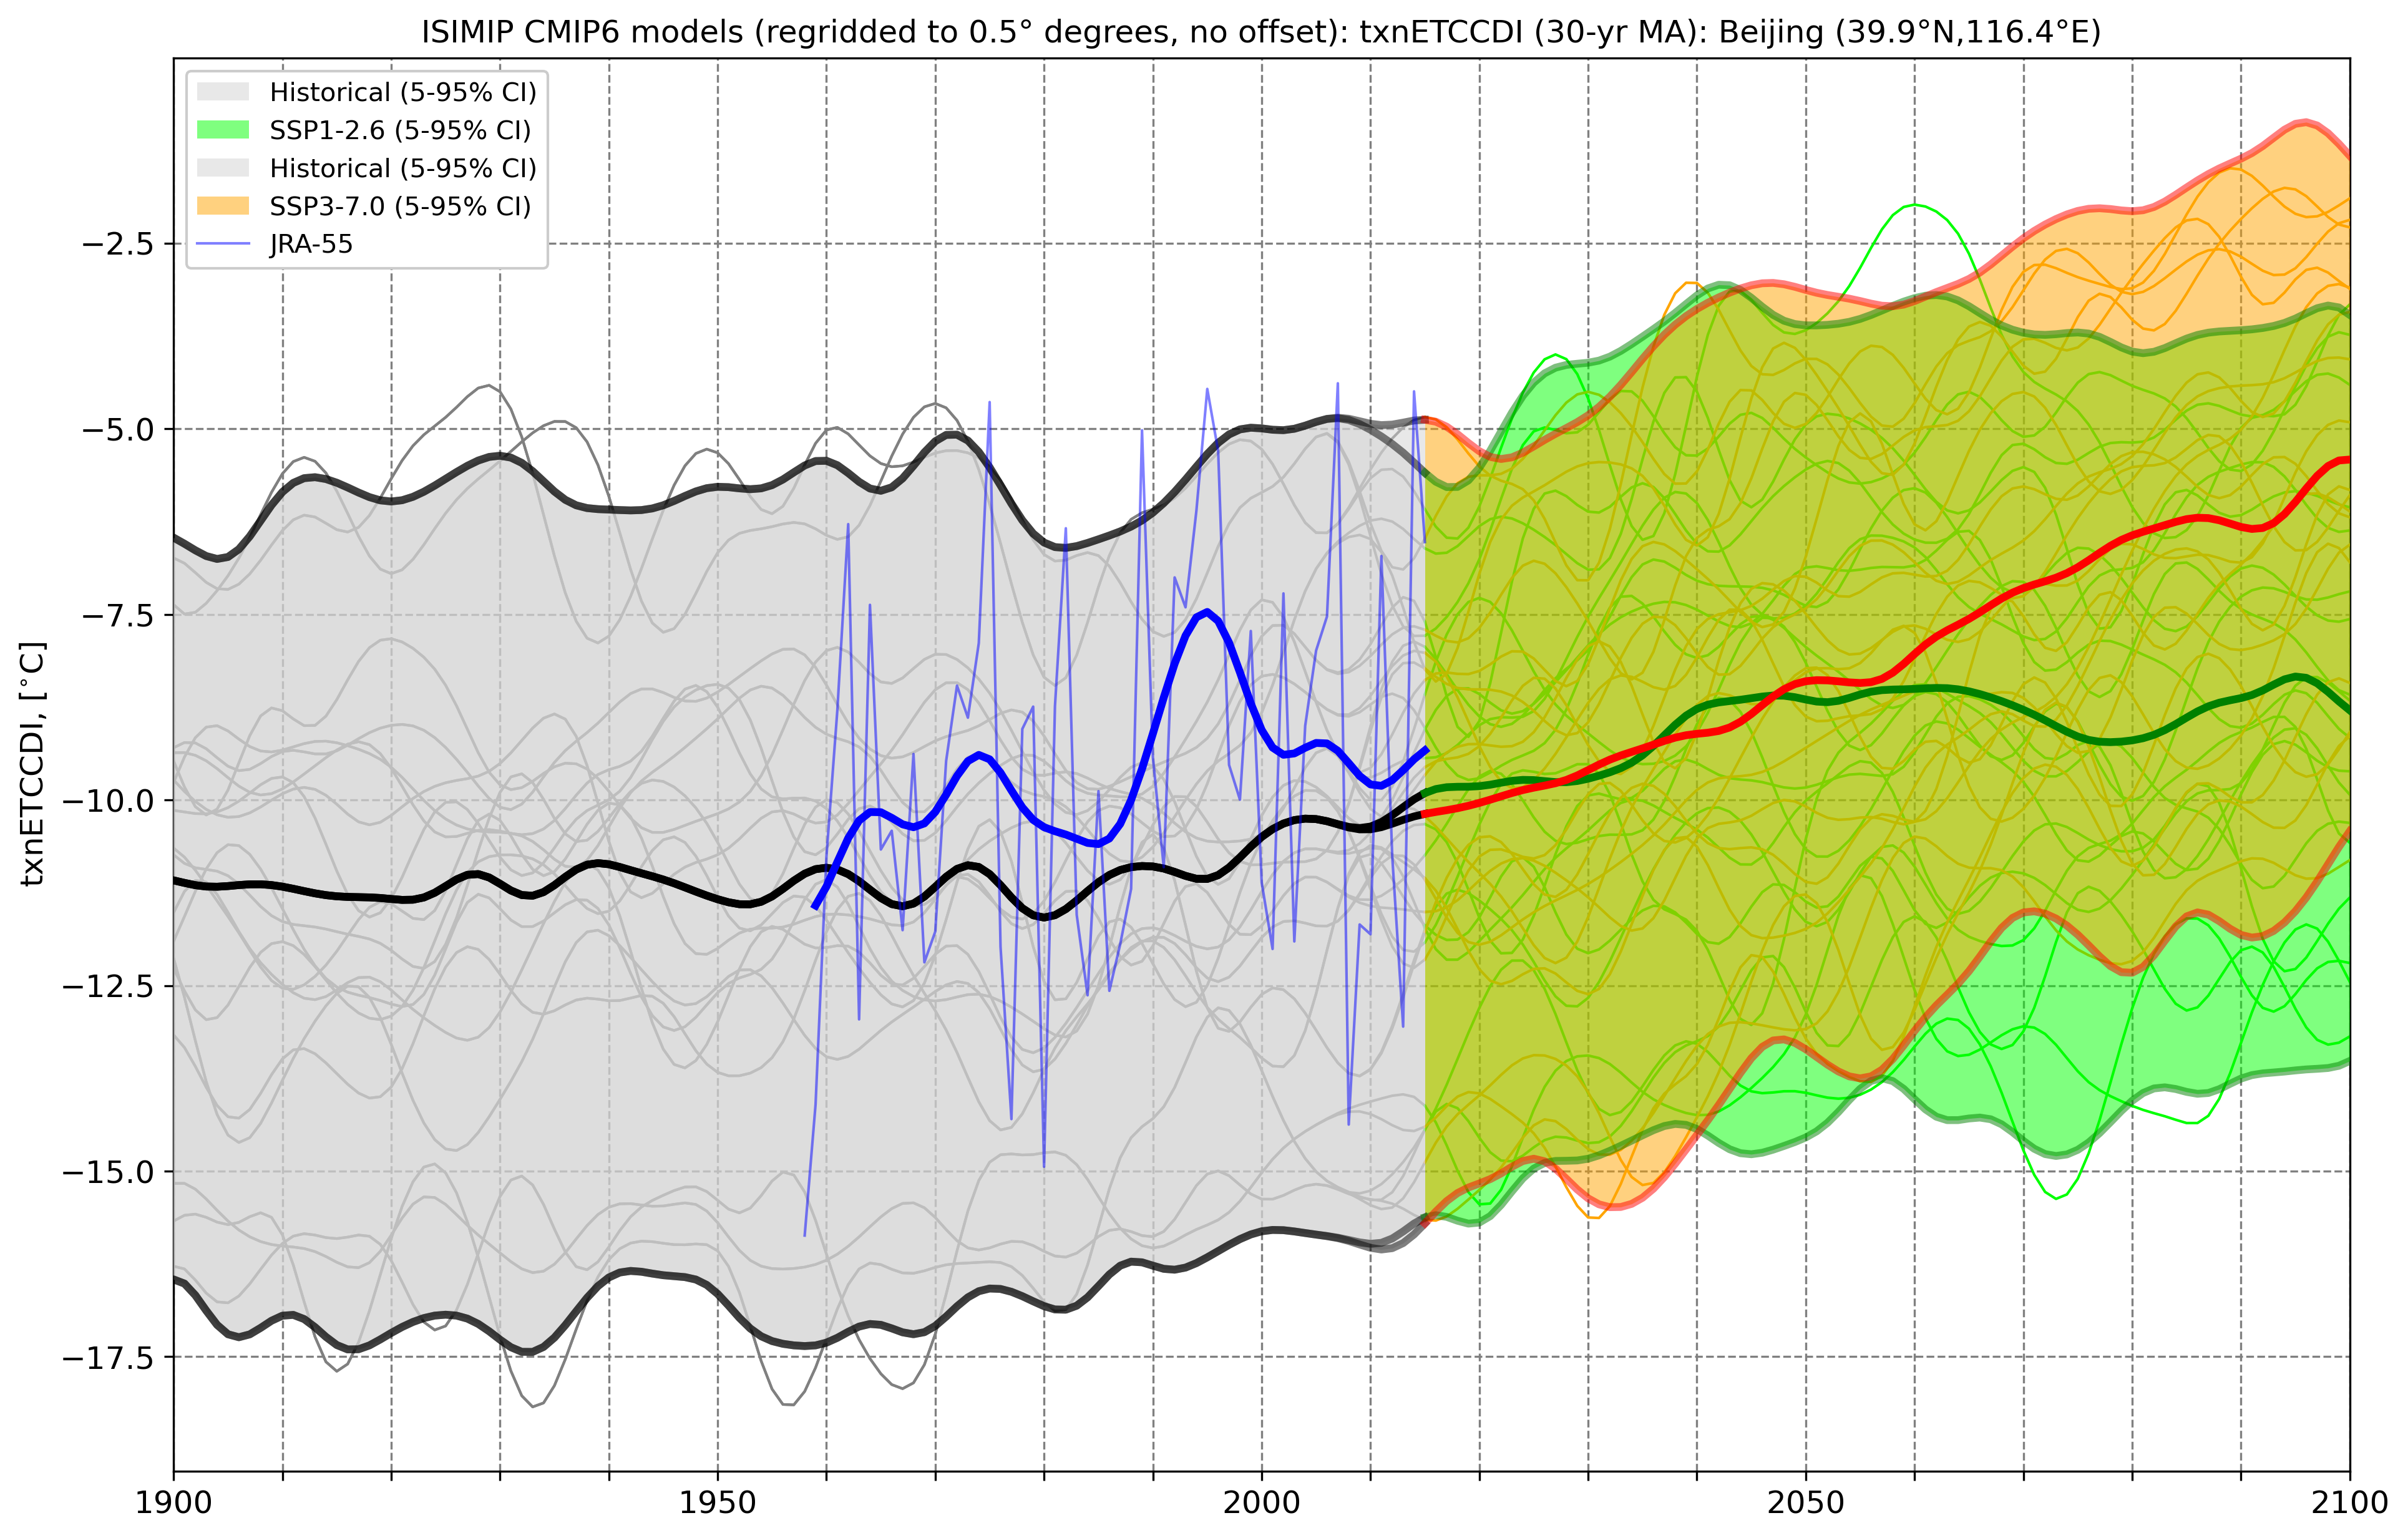 ISIMIP CMIP6 models (regridded to 0.5° degrees, no offset): txnETCCDI (30-yr MA): Beijing (39.9°N,116.4°E)
Historical (5-95% CI)
SSP1-2.6 (5-95% CI)
Historical (5-95% CI)
SSP3-7.0 (5-95% CI)
JRA-55
txnETCCDI, [°C]
−2.5
−5.0
−7.5
−10.0
−12.5
−15.0
−17.5
1900
1950
2000
2050
2100